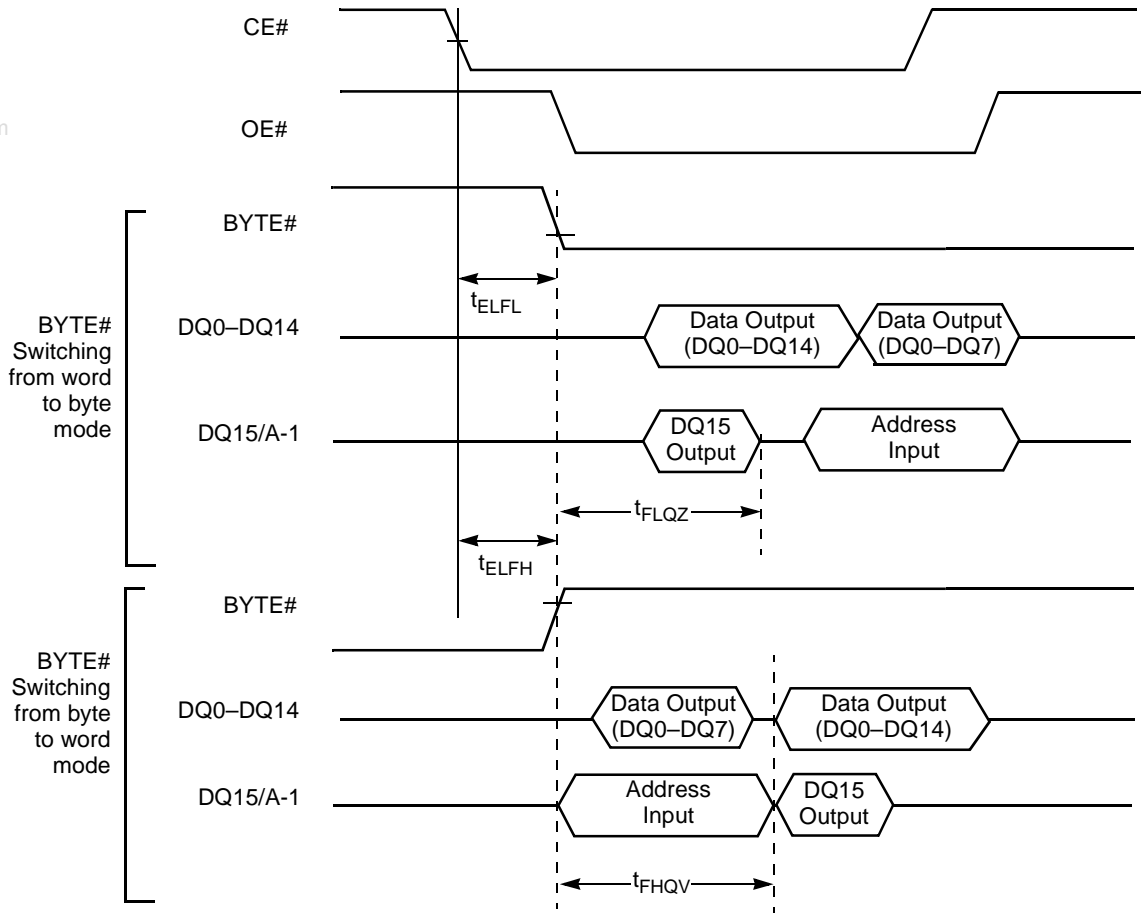 CE#
OE#
m
BYTE#
tELFL
BYTE#
Switching
from word
to byte
mode
DQ0–DQ14
Data Output
(DQ0–DQ14)
Data Output
(DQ0–DQ7)
DQ15/A-1
DQ15
Output
Address
Input
tFLQZ
tELFH
BYTE#
BYTE#
Switching
from byte
to word
mode
DQ0–DQ14
Data Output
(DQ0–DQ7)
Data Output
(DQ0–DQ14)
DQ15/A-1
Address
Input
DQ15
Output
tFHQV